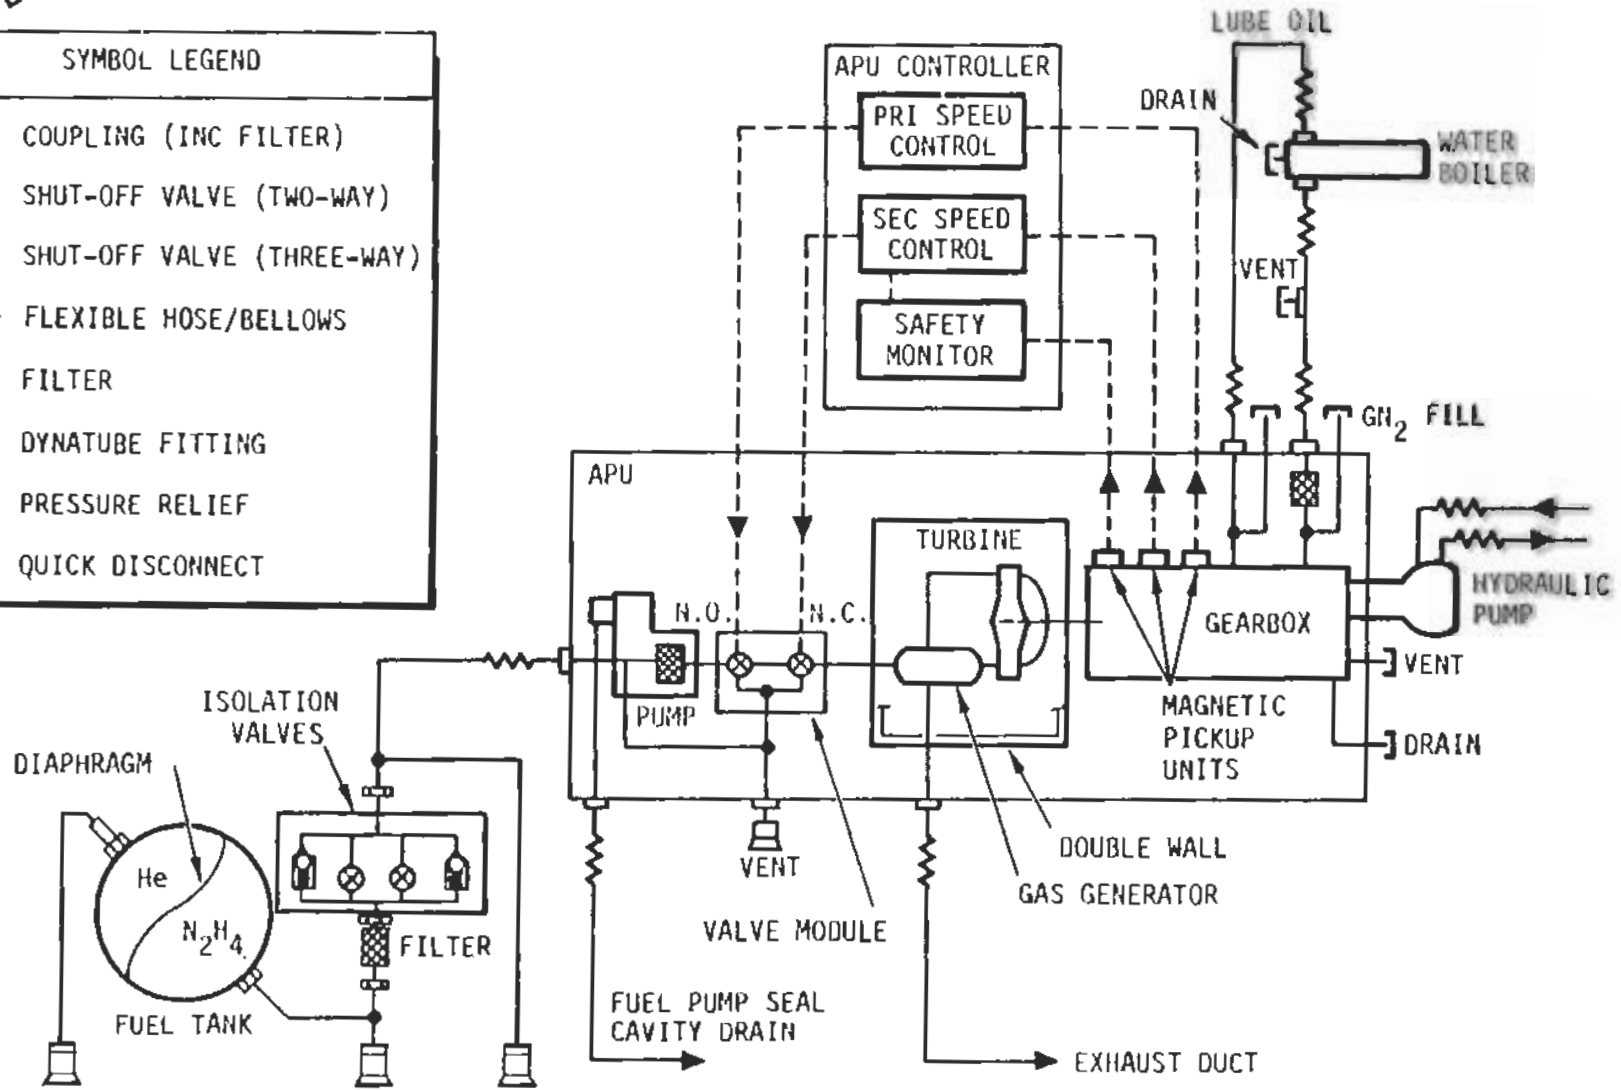 SYMBOL LEGEND
COUPLING (INC FILTER)
SHUT-OFF VALVE (TWO-WAY)
SHUT-OFF VALVE (THREE-WAY)
FLEXIBLE HOSE/BELLOWS
FILTER
DYNATUBE FITTING
PRESSURE RELIEF
QUICK DISCONNECT
APU CONTROLLER
PRI SPEED
CONTROL
SEC SPEED
CONTROL
SAFETY
MONITOR
LUBE OIL
DRAIN
WATER
BOILER
VENT
GN2 FILL
APU
TURBINE
N.O.
N.C.
PUMP
GEARBOX
HYDRAULIC
PUMP
VENT
DRAIN
MAGNETIC
PICKUP
UNITS
ISOLATION
VALVES
DIAPHRAGM
He
N2H4
FUEL TANK
FILTER
VENT
VALVE MODULE
DOUBLE WALL
GAS GENERATOR
FUEL PUMP SEAL
CAVITY DRAIN
EXHAUST DUCT